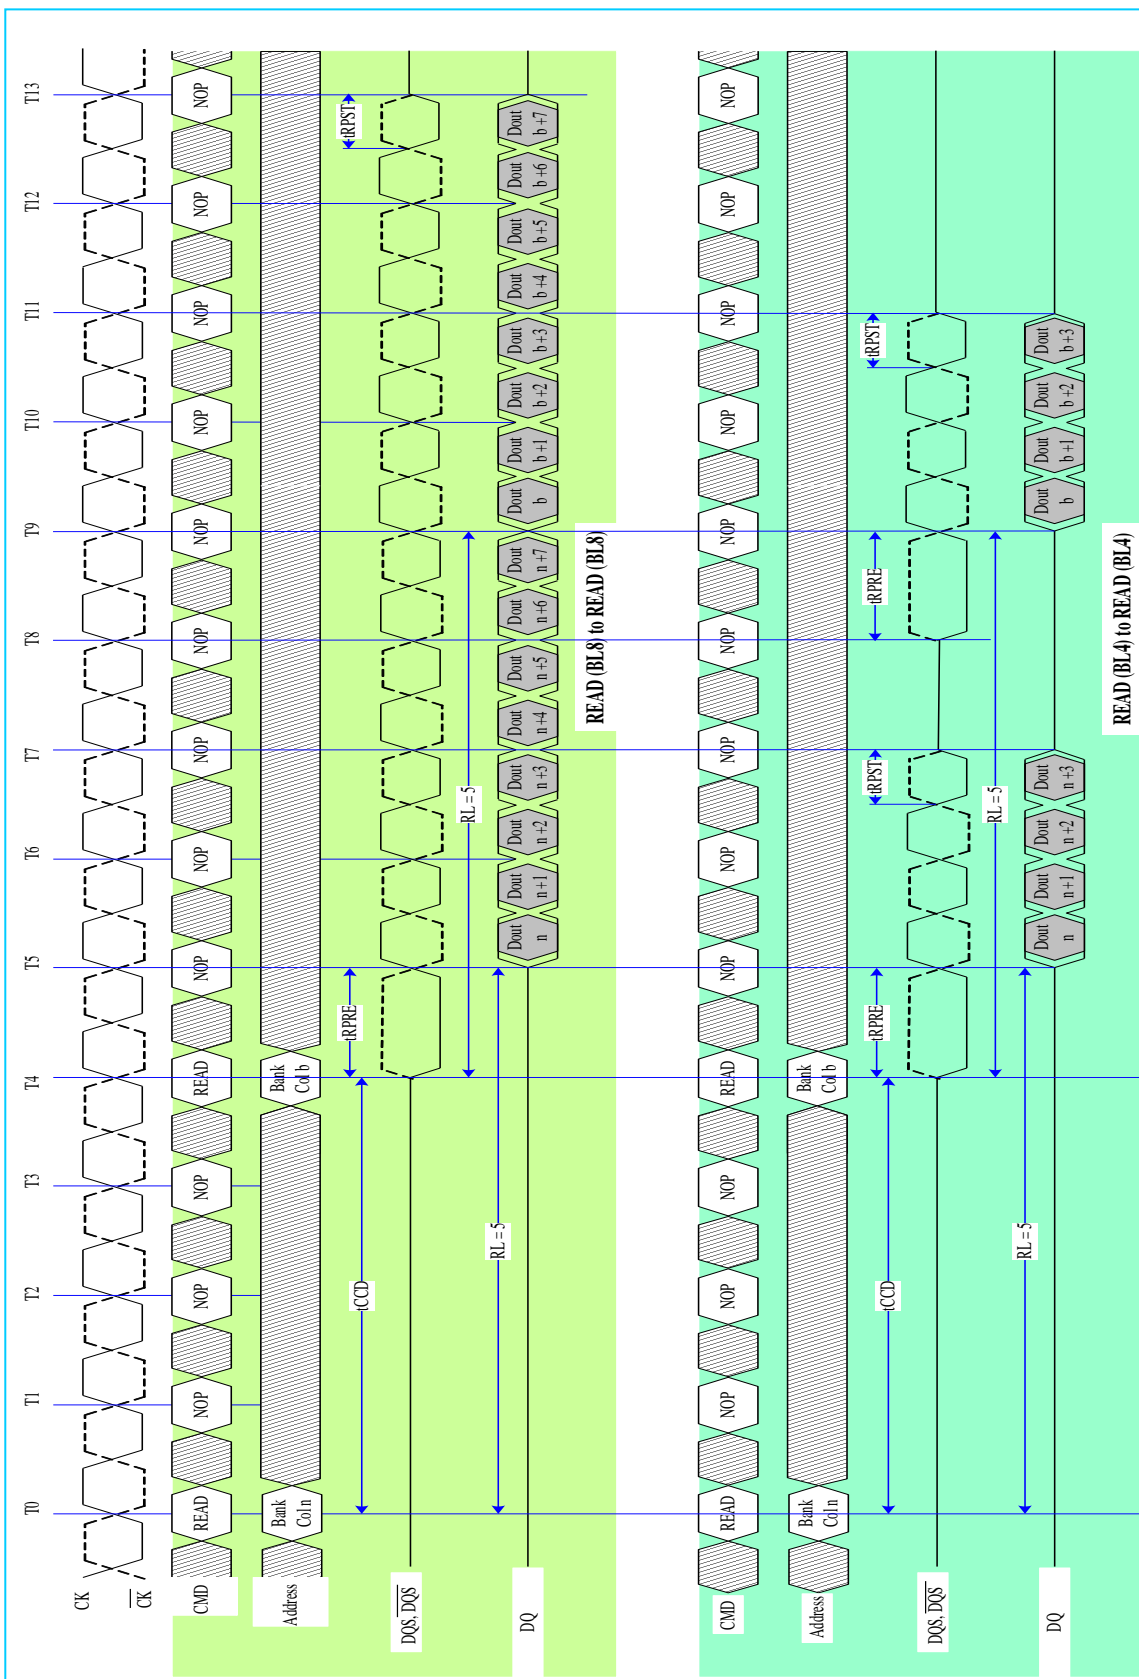 T0 T1 T2 T3 T4 T5 T6 T7 T8 T9 T10 T11 T12 T13
CK
CK
CMD READ NOP NOP NOP READ NOP NOP NOP NOP NOP NOP NOP NOP NOP
Address Bank Col n Bank Col b
tCCD tRPRE tRPST
DQS, DQS
RL = 5
RL = 5
DQ Dout n Dout n+1 Dout n+2 Dout n+3 Dout n+4 Dout n+5 Dout n+6 Dout n+7 Dout b Dout b+1 Dout b+2 Dout b+3 Dout b+4 Dout b+5 Dout b+6 Dout b+7
READ (BL8) to READ (BL8)
CMD READ NOP NOP NOP READ NOP NOP NOP NOP NOP NOP NOP NOP NOP
Address Bank Col n Bank Col b
tCCD tRPRE tRPST tRPRE tRPST
DQS, DQS
RL = 5
RL = 5
DQ Dout n Dout n+1 Dout n+2 Dout n+3 Dout b Dout b+1 Dout b+2 Dout b+3
READ (BL4) to READ (BL4)